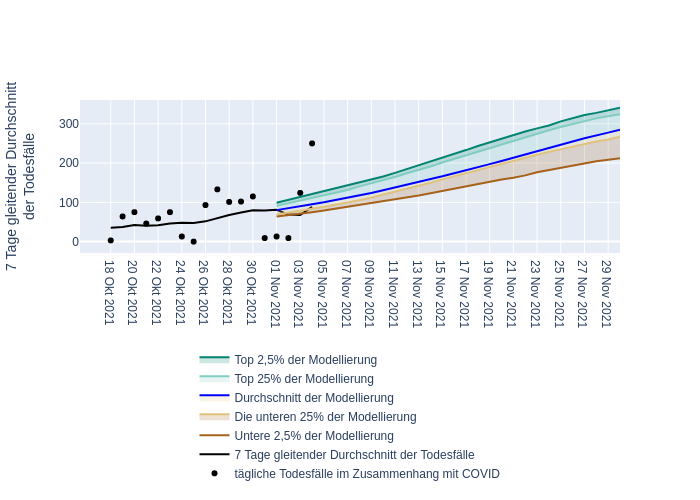 7 Tage gleitender Durchschnitt
der Todesfälle
300
200
100
0
18 Okt 2021
20 Okt 2021
22 Okt 2021
24 Okt 2021
26 Okt 2021
28 Okt 2021
30 Okt 2021
01 Nov 2021
03 Nov 2021
05 Nov 2021
07 Nov 2021
09 Nov 2021
11 Nov 2021
13 Nov 2021
15 Nov 2021
17 Nov 2021
19 Nov 2021
21 Nov 2021
23 Nov 2021
25 Nov 2021
27 Nov 2021
29 Nov 2021
Top 2,5% der Modellierung
Top 25% der Modellierung
Durchschnitt der Modellierung
Die unteren 25% der Modellierung
Untere 2,5% der Modellierung
7 Tage gleitender Durchschnitt der Todesfälle
tägliche Todesfälle im Zusammenhang mit COVID